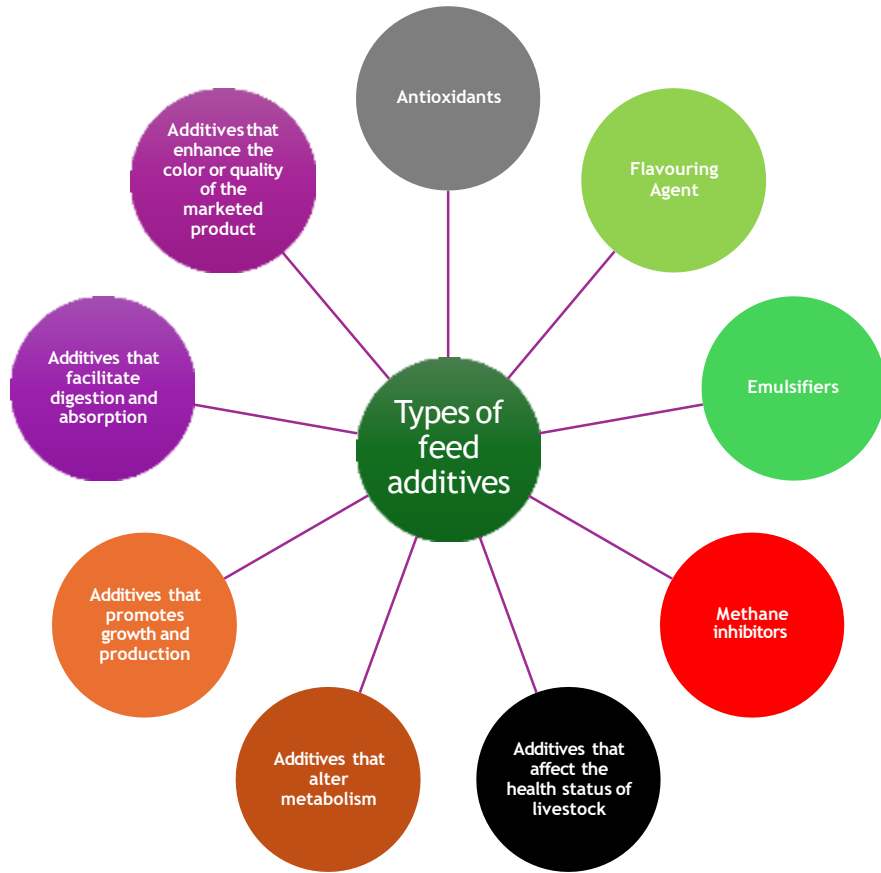 Antioxidants
Flavouring
Agent
Emulsifiers
Methane
inhibitors
Additives that
affect the
health status of
livestock
Additives that
alter
metabolism
Additives that
promotes
growth and
production
Additives that
facilitate
digestion and
absorption
Additives that
enhance the
color or quality
of the
marketed
product
Types of
feed
additives